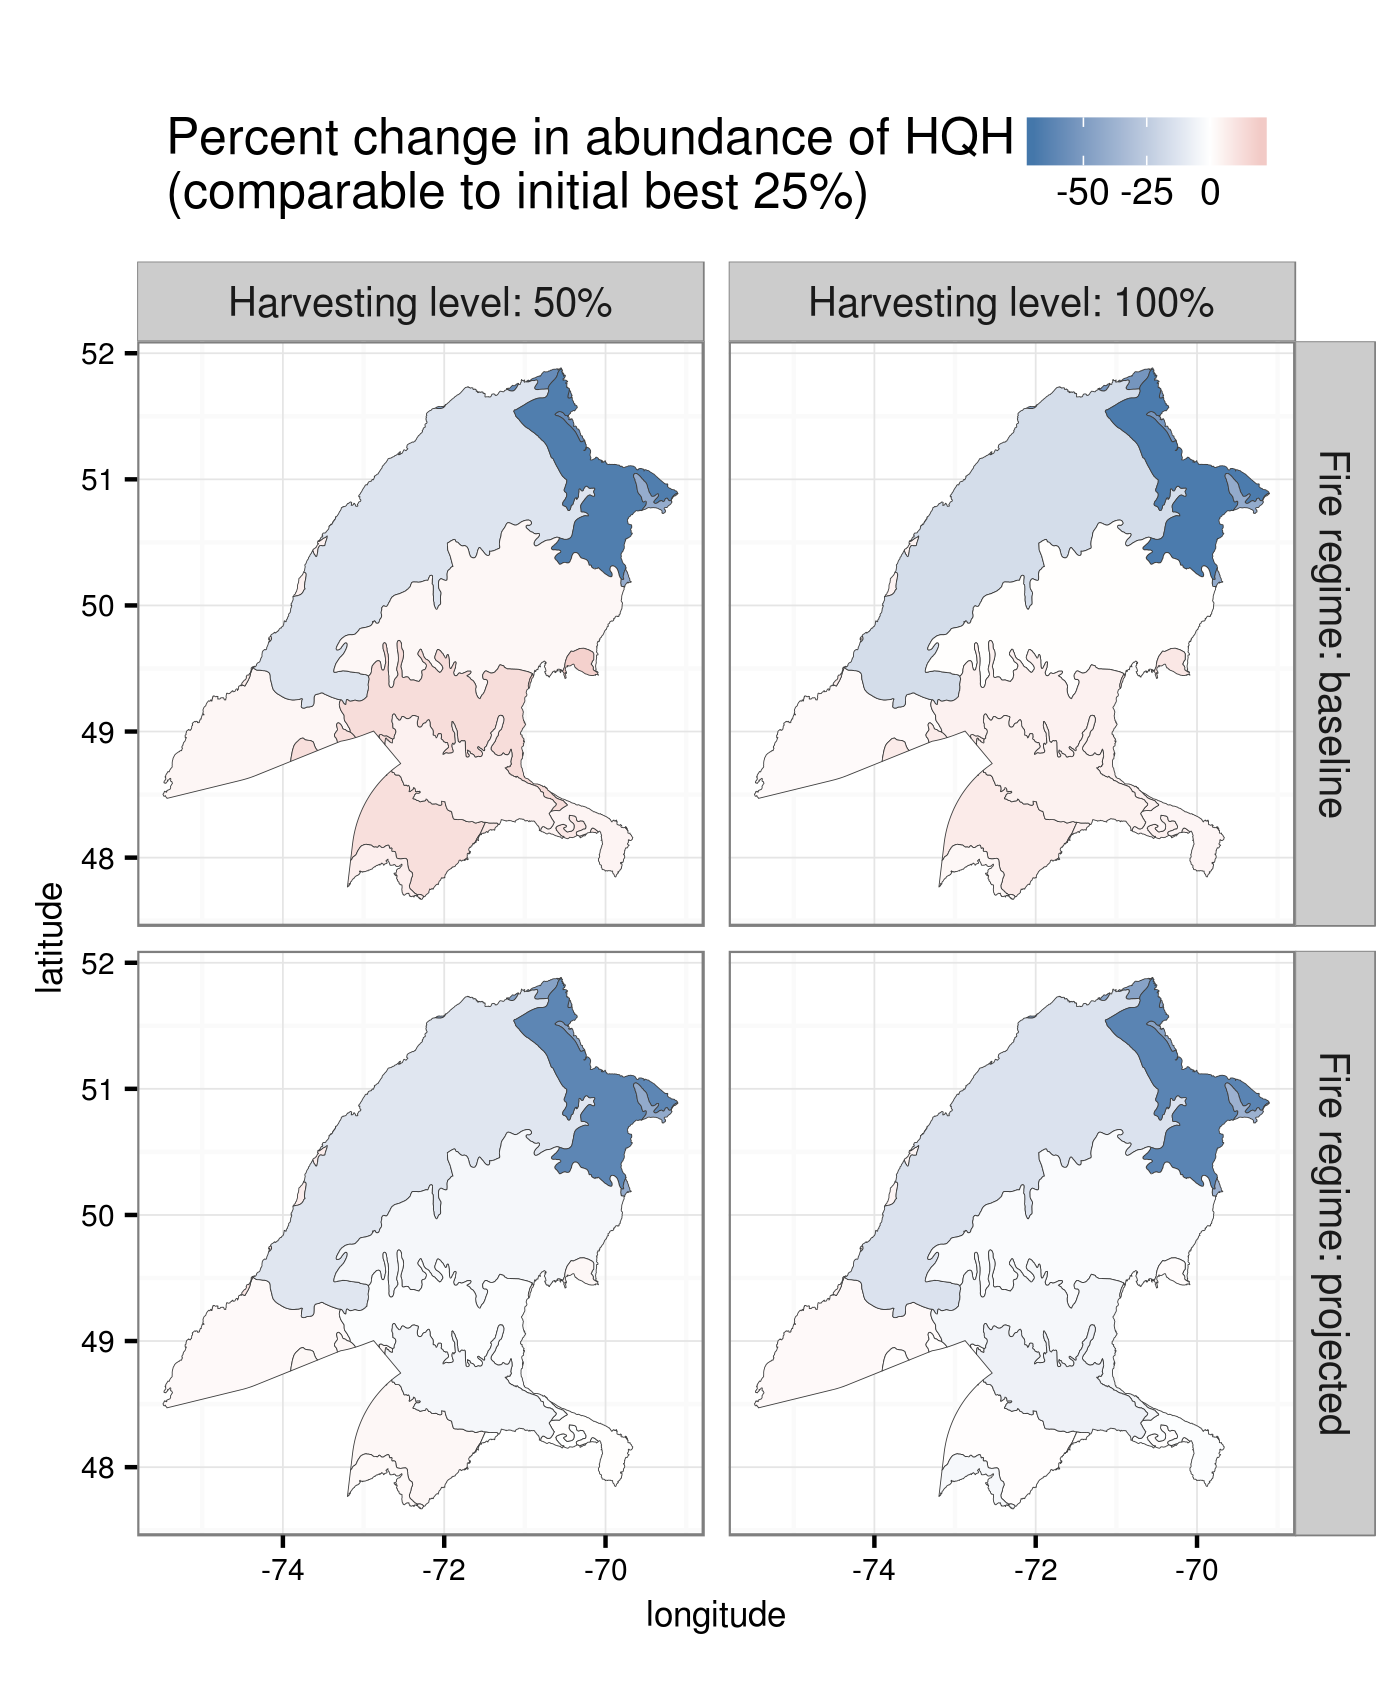 Percent change in abundance of HQH
(comparable to initial best 25%)
-50 -25 0
Harvesting level: 50%
Harvesting level: 100%
52
51
50
49
48
Fire regime: baseline
latitude
52
51
50
49
48
Fire regime: projected
-74 -72 -70
-74 -72 -70
longitude